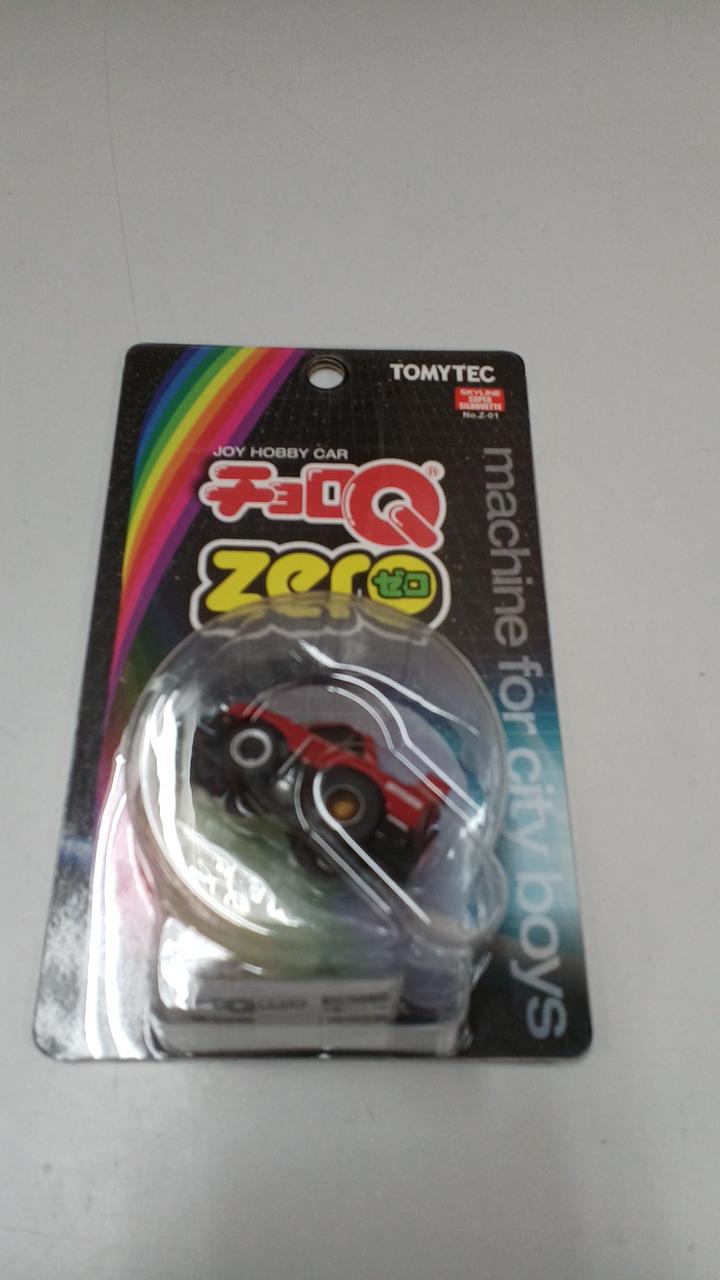 TOMYTEC
SKYLINE
SUPER
SILHOUETTE
No.Z-01
JOY HOBBY CAR
チョロQ®
zero
ゼロ
machine for city boys